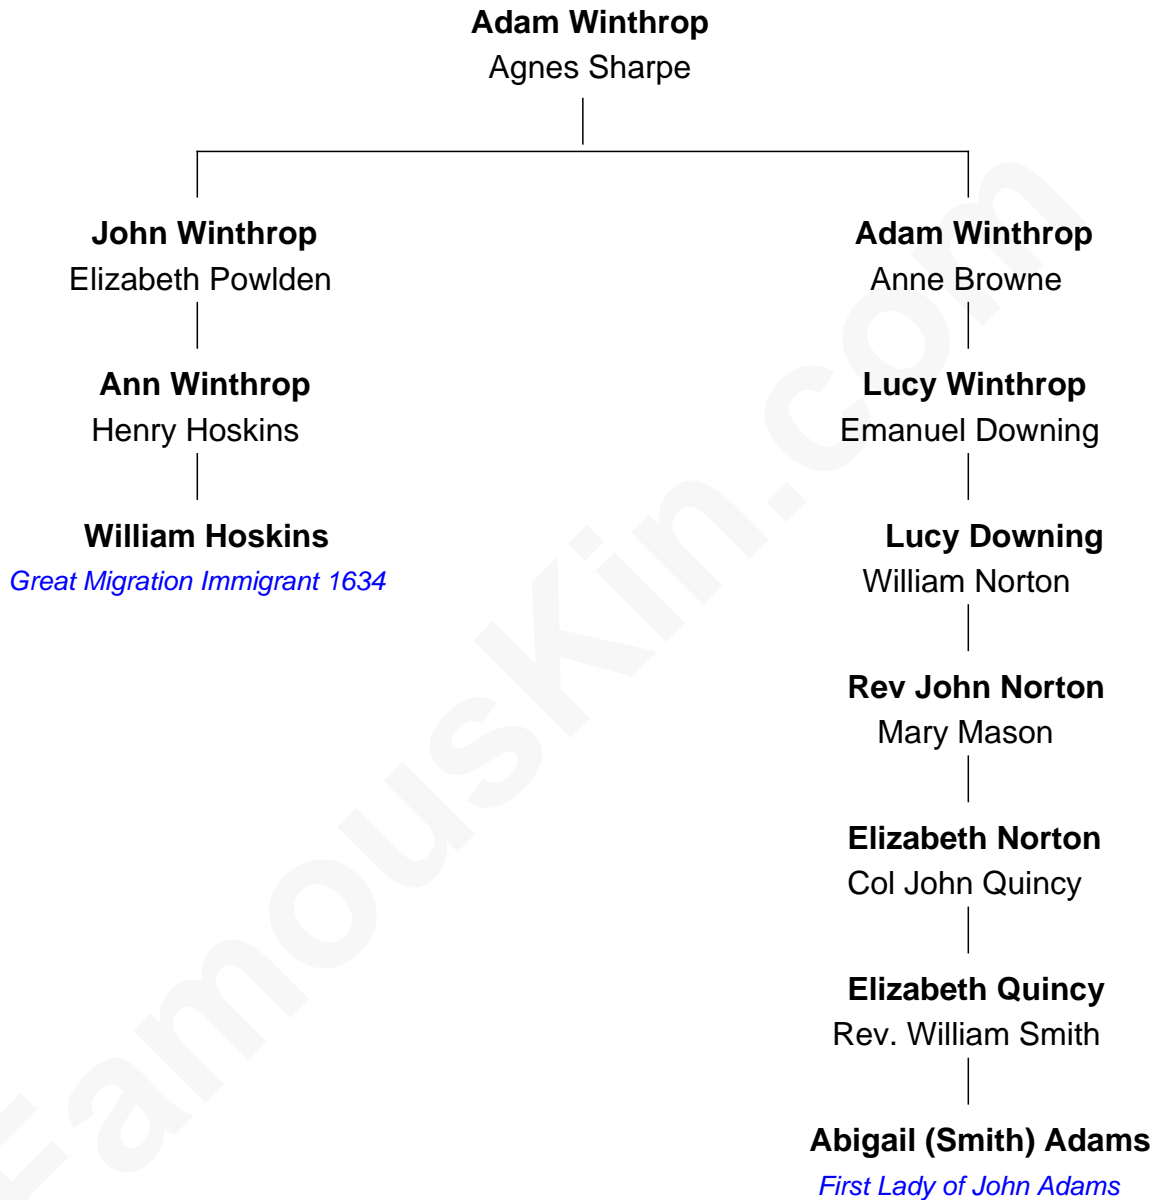 Adam Winthrop
Agnes Sharpe
John Winthrop
Elizabeth Powlden
Ann Winthrop
Henry Hoskins
William Hoskins
Great Migration Immigrant 1634
Adam Winthrop
Anne Browne
Lucy Winthrop
Emanuel Downing
Lucy Downing
William Norton
Rev John Norton
Mary Mason
Elizabeth Norton
Col John Quincy
Elizabeth Quincy
Rev. William Smith
Abigail (Smith) Adams
First Lady of John Adams
FamousKin.com